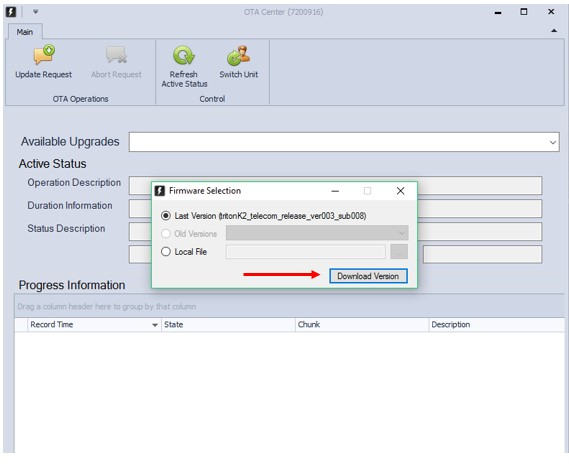 OTA Center (7200916)
Main
Update Request
Abort Request
Refresh
Active Status
Switch Unit
OTA Operations
Control
Available Upgrades
Active Status
Operation Description
Duration Information
Status Description
Firmware Selection
Last Version (tritonK2_telecom_release_ver003_sub008)
Old Versions
Local File
Download Version
Progress Information
Drag a column header here to group by that column
Record Time
State
Chunk
Description